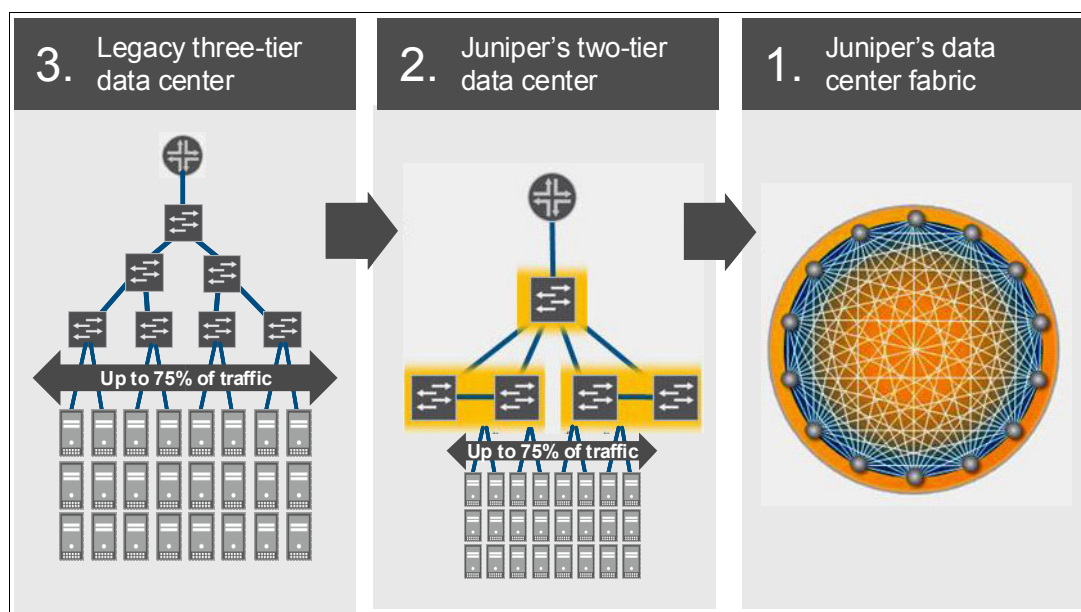 3.
Legacy three-tier
data center
2.
Juniper's two-tier
data center
1.
Juniper's data
center fabric
Up to 75% of traffic
Up to 75% of traffic